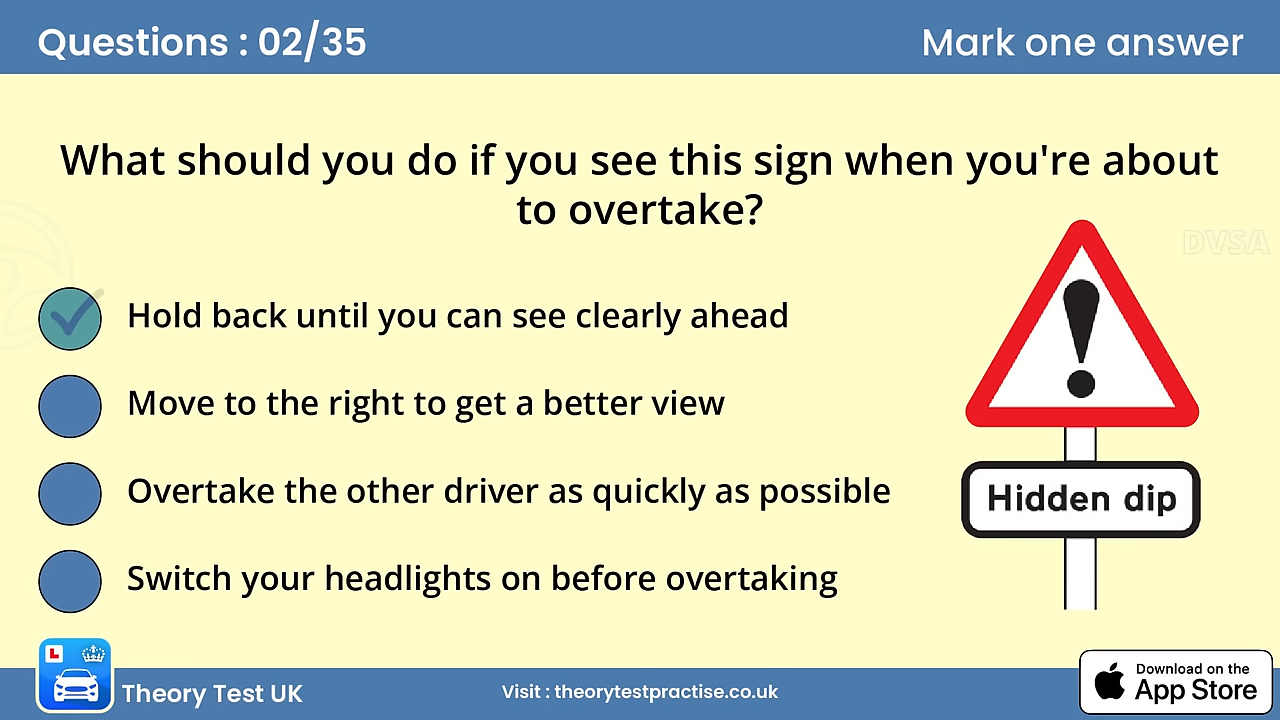 Questions : 02/35
Mark one answer
What should you do if you see this sign when you're about
to overtake?
DVSA
Hold back until you can see clearly ahead
Move to the right to get a better view
Overtake the other driver as quickly as possible
Switch your headlights on before overtaking
Hidden dip
L
Theory Test UK
Visit : theorytestpractise.co.uk
Download on the
App Store